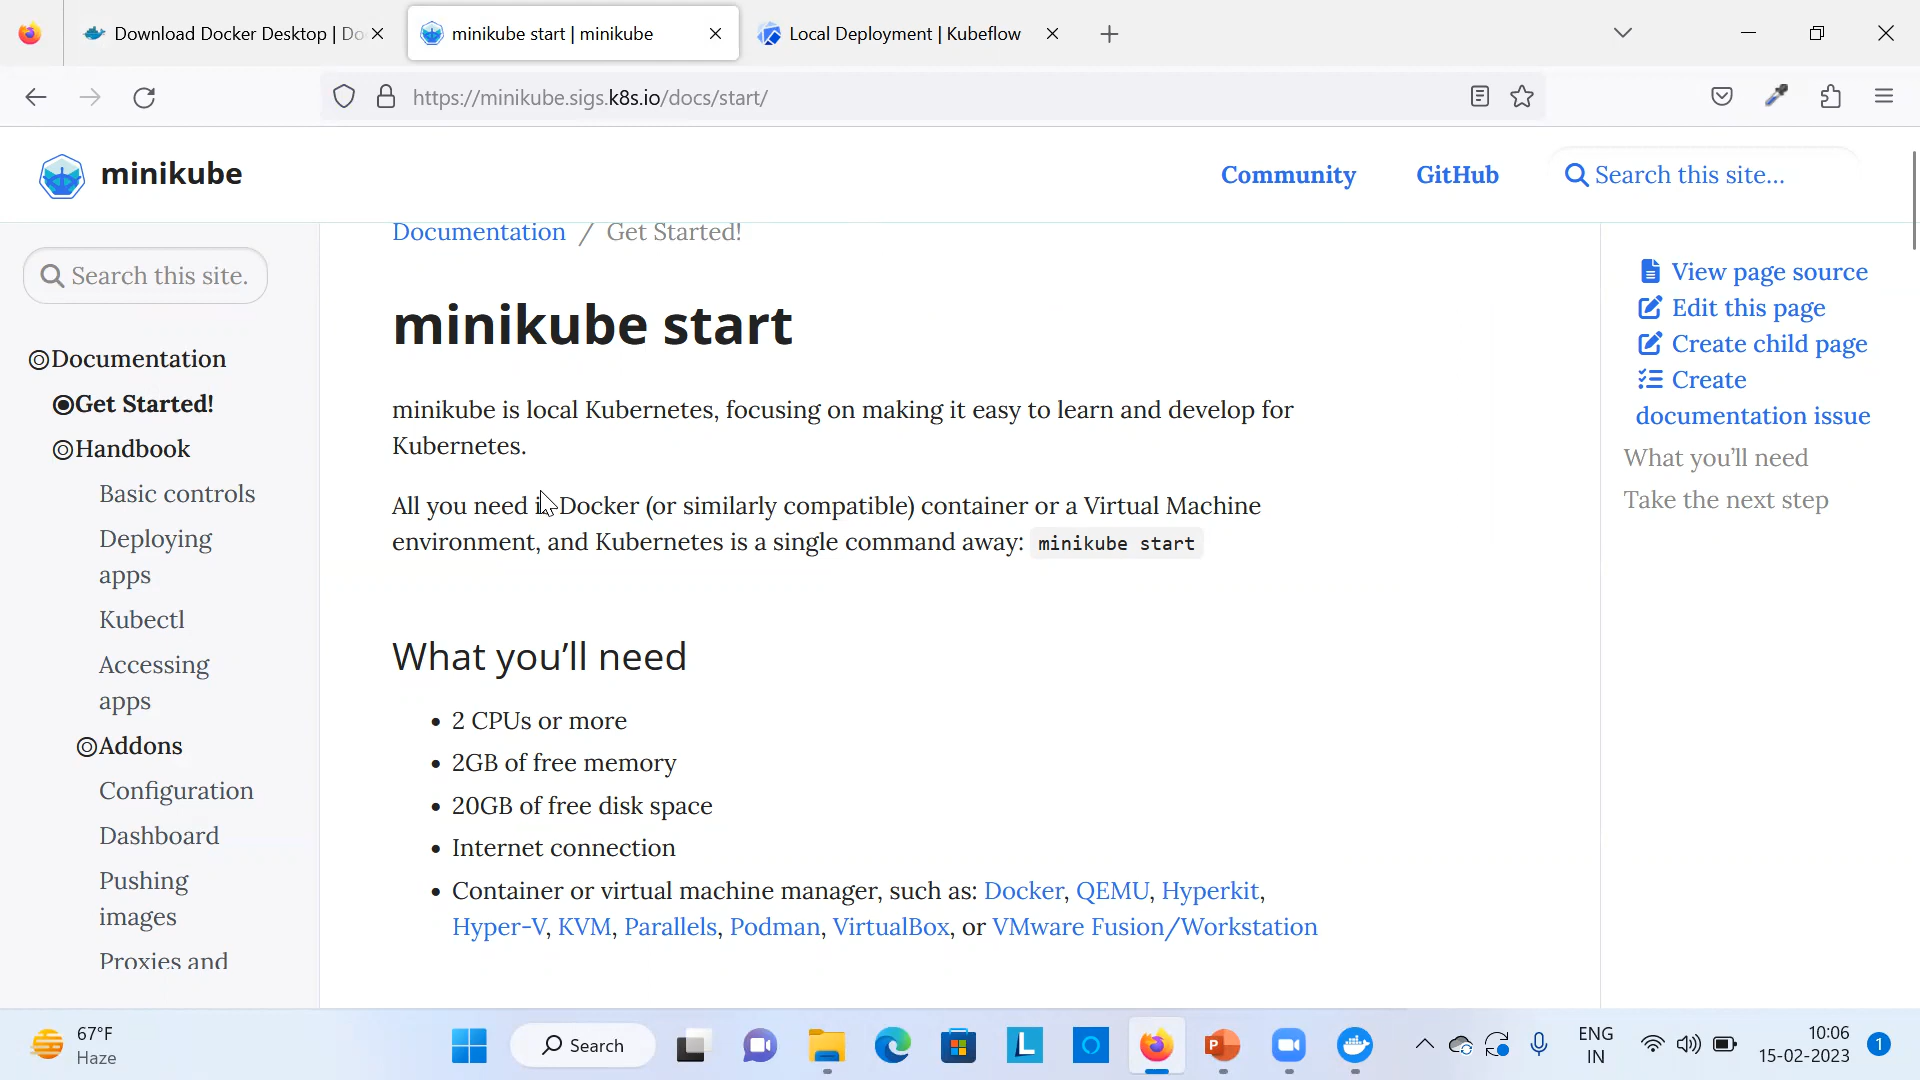 Download Docker Desktop | Do
minikube start | minikube
Local Deployment | Kubeflow
https://minikube.sigs.k8s.io/docs/start/
minikube
Community
GitHub
Search this site…
Search this site.
Documentation
Get Started!
Handbook
Basic controls
Deploying
apps
Kubectl
Accessing
apps
Addons
Configuration
Dashboard
Pushing
images
Proxies and
Documentation / Get Started!
minikube start
minikube is local Kubernetes, focusing on making it easy to learn and develop for
Kubernetes.
All you need is Docker (or similarly compatible) container or a Virtual Machine
environment, and Kubernetes is a single command away: minikube start
What you’ll need
• 2 CPUs or more
• 2GB of free memory
• 20GB of free disk space
• Internet connection
• Container or virtual machine manager, such as: Docker, QEMU, Hyperkit,
Hyper-V, KVM, Parallels, Podman, VirtualBox, or VMware Fusion/Workstation
View page source
Edit this page
Create child page
Create
documentation issue
What you’ll need
Take the next step
67°F
Haze
Search
L
P
ENG
IN
10:06
15-02-2023
1